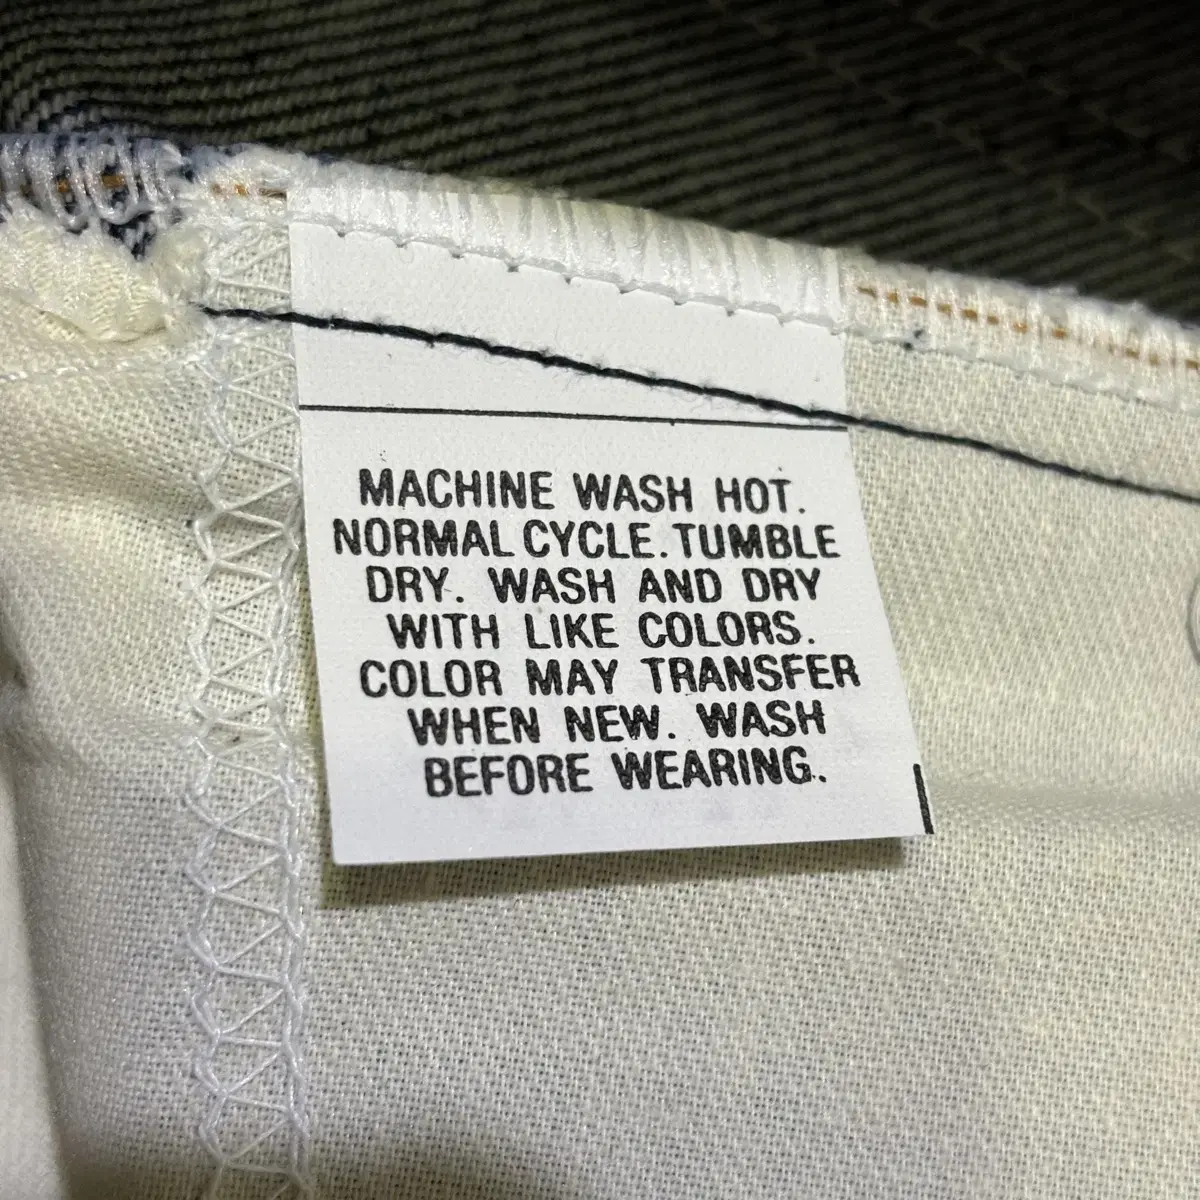 MACHINE WASH HOT.
NORMAL CYCLE. TUMBLE
DRY. WASH AND DRY
WITH LIKE COLORS.
COLOR MAY TRANSFER
WHEN NEW. WASH
BEFORE WEARING.